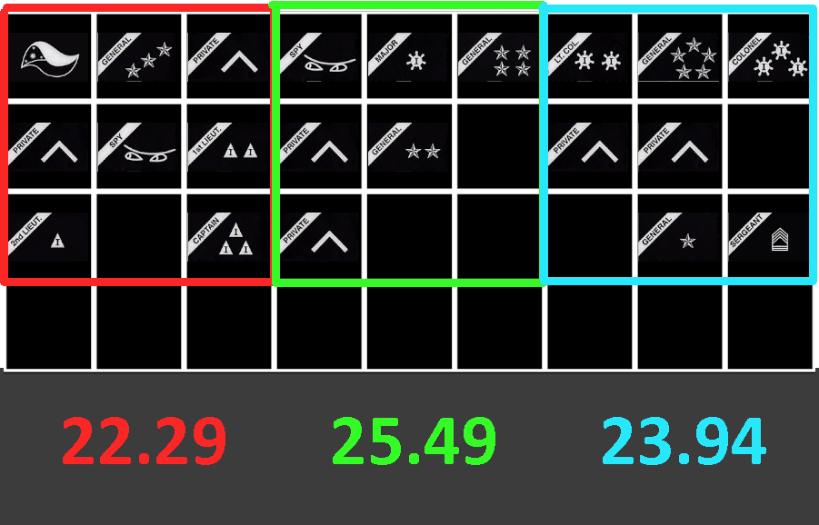 GENERAL PRIVATE SPY MAJOR GENERAL LT. COL. GENERAL COLONEL
PRIVATE SPY 1st LIEUT. PRIVATE GENERAL PRIVATE PRIVATE
2nd LIEUT. CAPTAIN PRIVATE GENERAL SERGEANT
22.29 25.49 23.94